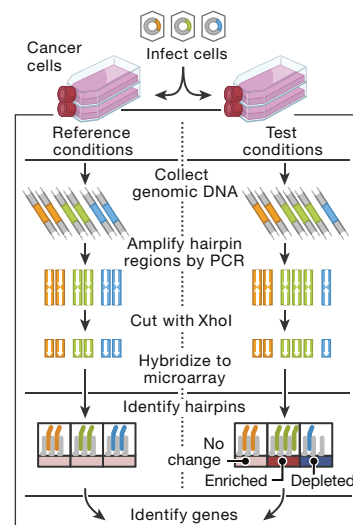 Infect cells
Cancer
cells
Reference
conditions
Test
conditions
Collect
genomic DNA
Amplify hairpin
regions by PCR
Cut with XhoI
Hybridize to
microarray
Identify hairpins
No
change
Enriched
Depleted
Identify genes